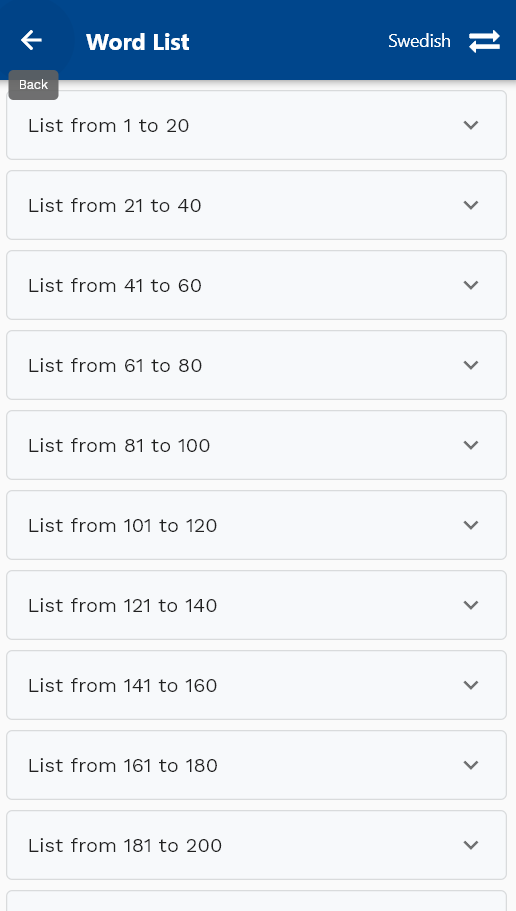 Word List
Swedish
Back
List from 1 to 20
List from 21 to 40
List from 41 to 60
List from 61 to 80
List from 81 to 100
List from 101 to 120
List from 121 to 140
List from 141 to 160
List from 161 to 180
List from 181 to 200